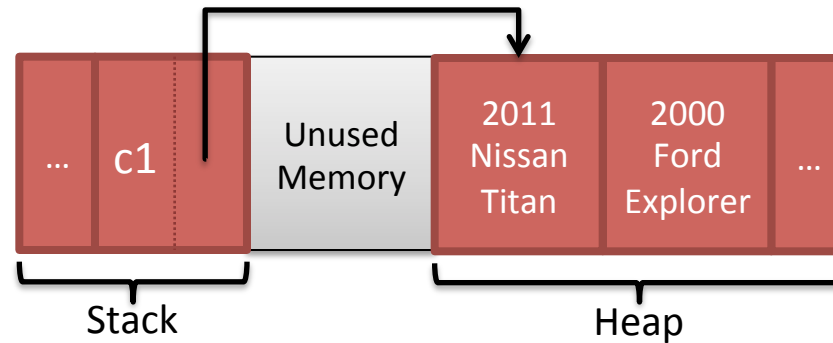 ...
c1
Unused
Memory
2011
Nissan
Titan
2000
Ford
Explorer
...
Stack
Heap